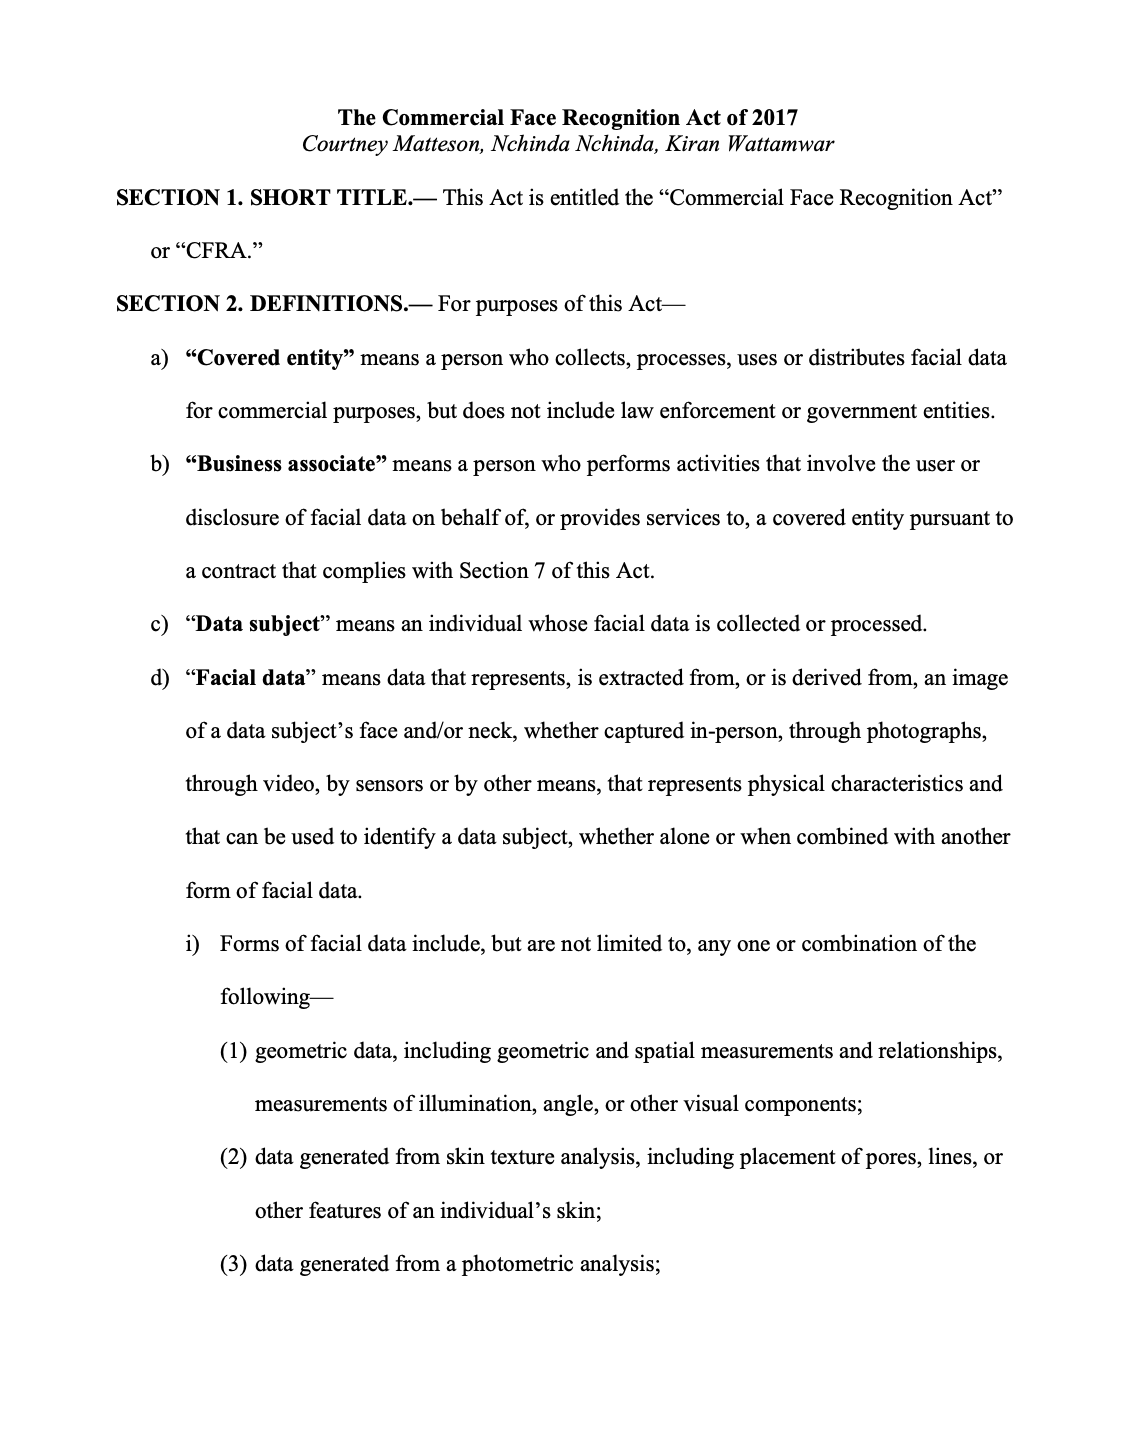 The Commercial Face Recognition Act of 2017
Courtney Matteson, Nchinda Nchinda, Kiran Wattamwar
SECTION 1. SHORT TITLE.— This Act is entitled the “Commercial Face Recognition Act”
or “CFRA.”
SECTION 2. DEFINITIONS.— For purposes of this Act—
a) “Covered entity” means a person who collects, processes, uses or distributes facial data
for commercial purposes, but does not include law enforcement or government entities.
b) “Business associate” means a person who performs activities that involve the user or
disclosure of facial data on behalf of, or provides services to, a covered entity pursuant to
a contract that complies with Section 7 of this Act.
c) “Data subject” means an individual whose facial data is collected or processed.
d) “Facial data” means data that represents, is extracted from, or is derived from, an image
of a data subject’s face and/or neck, whether captured in-person, through photographs,
through video, by sensors or by other means, that represents physical characteristics and
that can be used to identify a data subject, whether alone or when combined with another
form of facial data.
i) Forms of facial data include, but are not limited to, any one or combination of the
following—
(1) geometric data, including geometric and spatial measurements and relationships,
measurements of illumination, angle, or other visual components;
(2) data generated from skin texture analysis, including placement of pores, lines, or
other features of an individual’s skin;
(3) data generated from a photometric analysis;